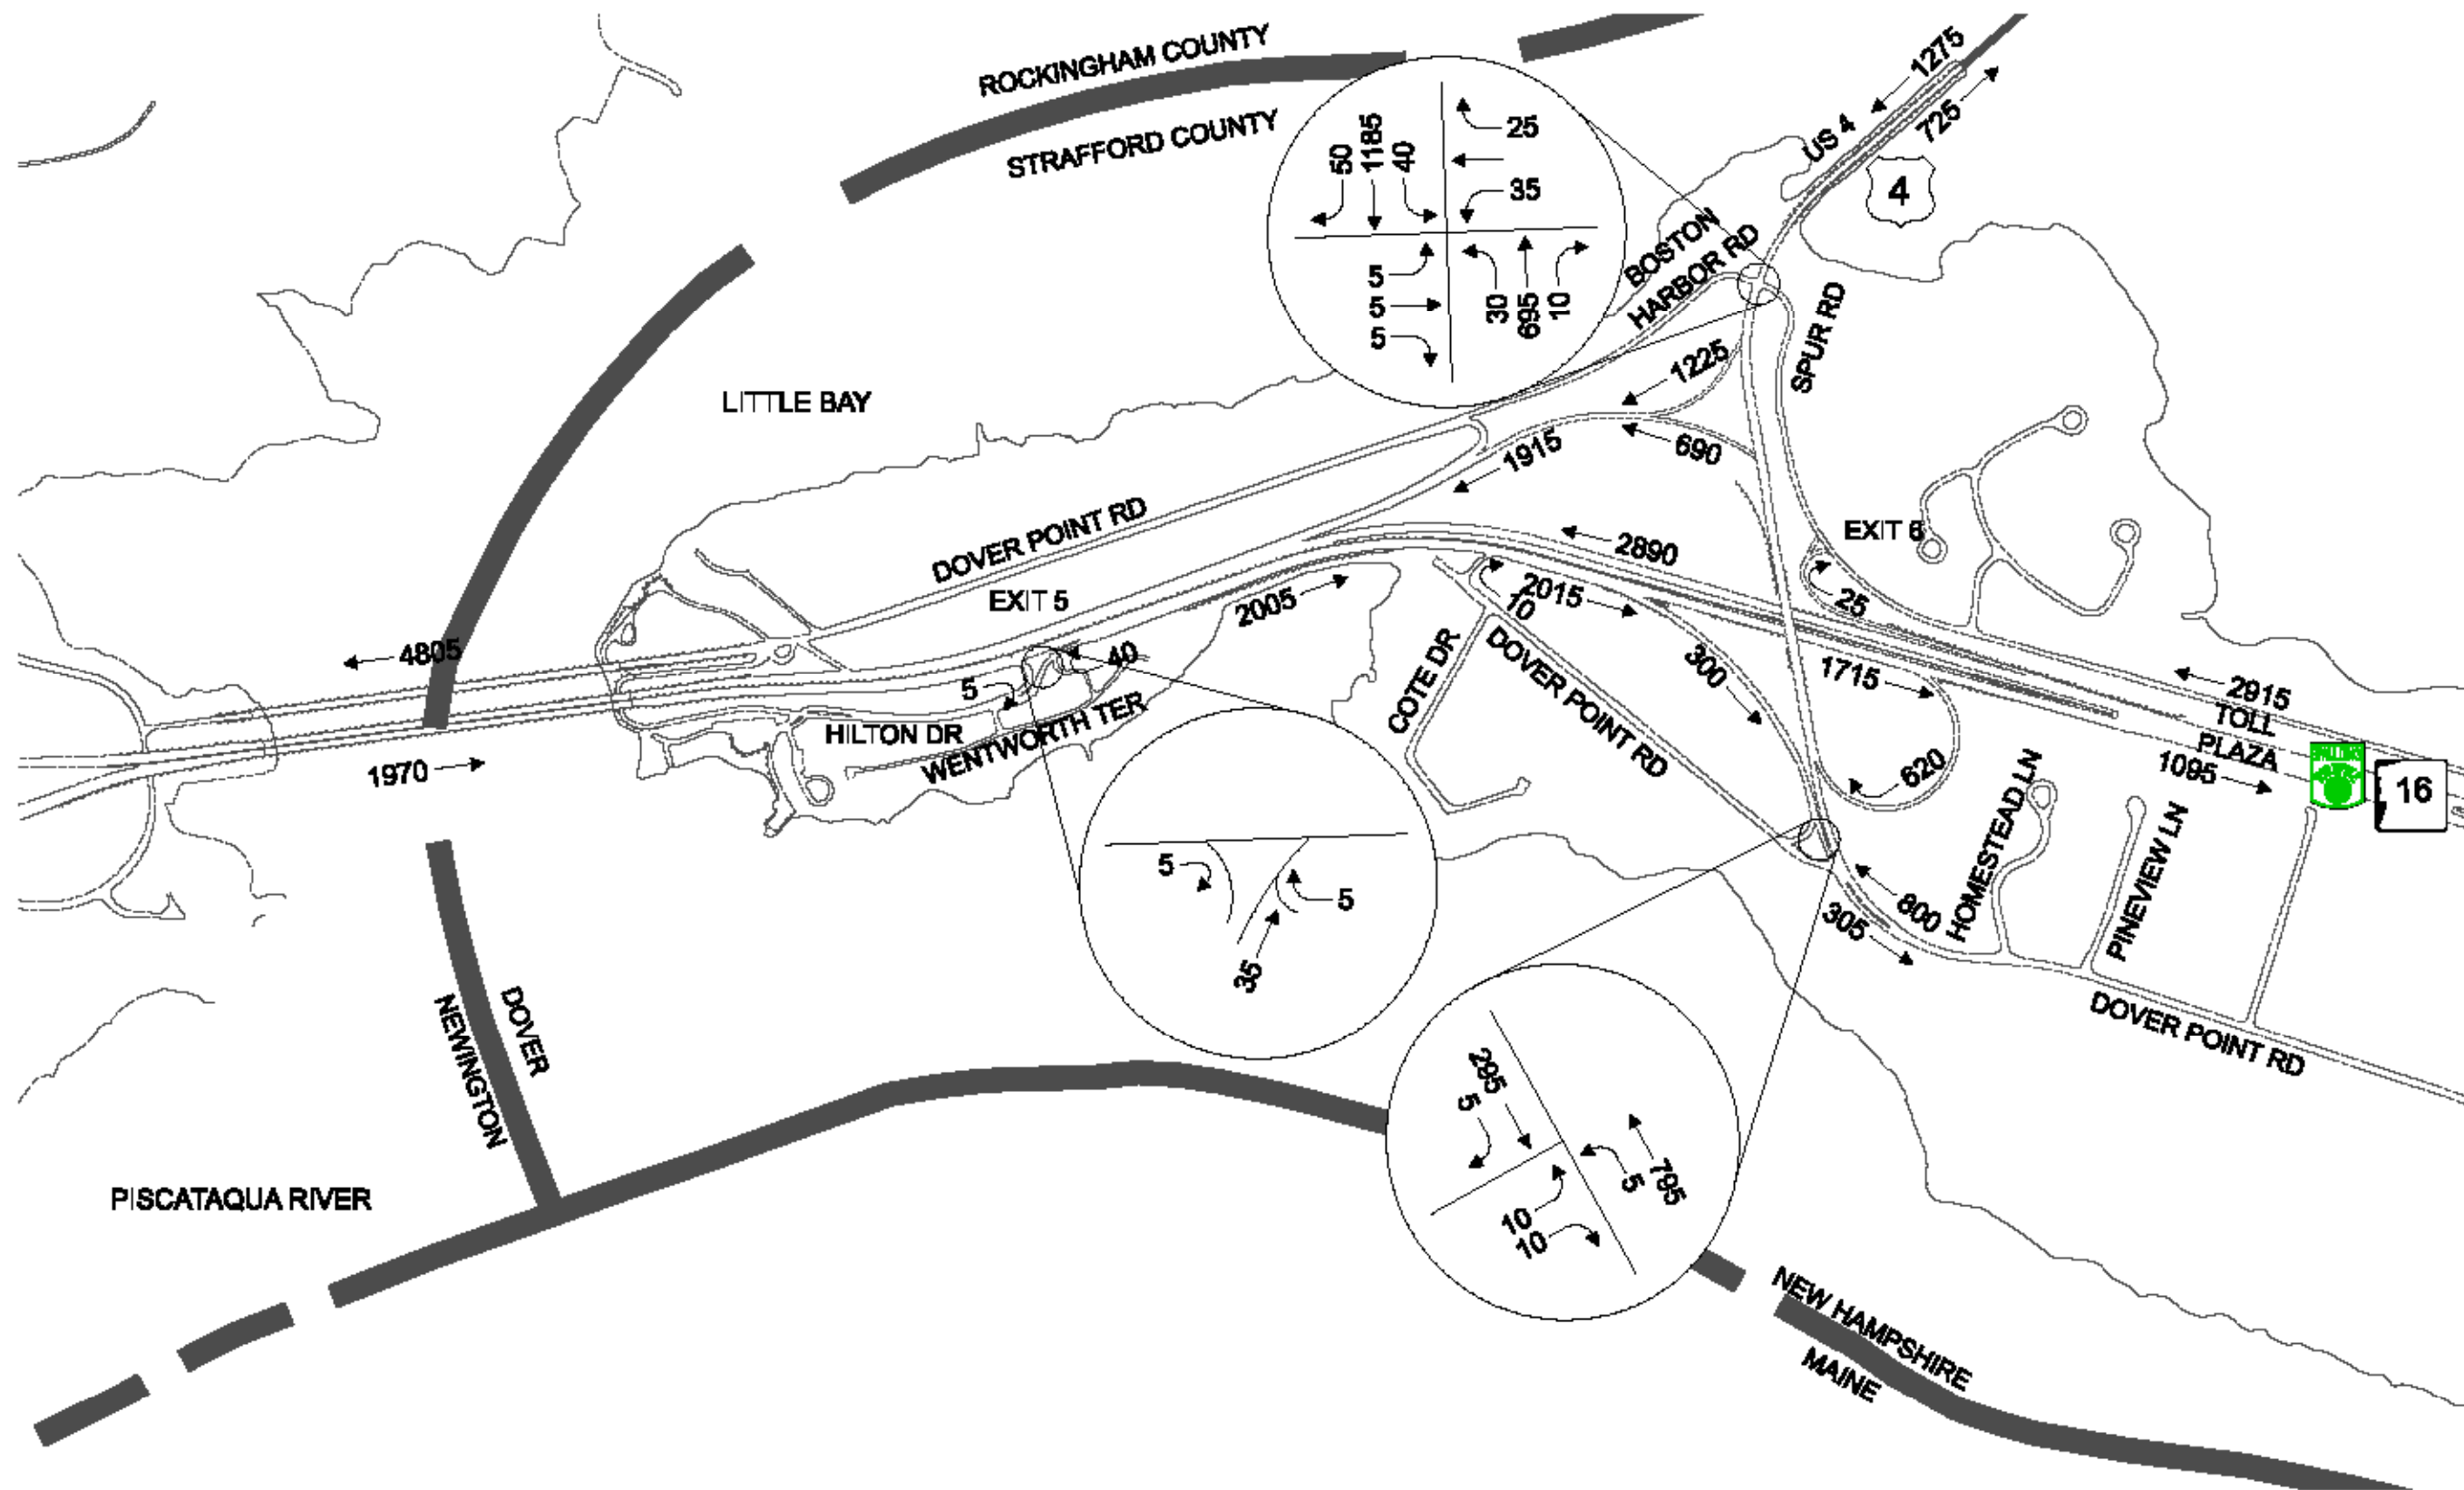 ROCKINGHAM COUNTY
STRAFFORD COUNTY
1275
725
US 4
4
25
35
50
1185
40
5
5
5
30
695
10
BOSTON
HARBOR RD
SPUR RD
LITTLE BAY
1225
690
1915
DOVER POINT RD
EXIT 5
EXIT 6
2890
2015
10
25
2005
4805
40
5
HILTON DR
WENTWORTH TER
1970
COTE DR
DOVER POINT RD
300
1715
620
2915
TOLL
PLAZA
1095
16
HOMESTEAD LN
PINEVIEW LN
800
305
DOVER POINT RD
5
5
35
295
5
795
5
10
10
DOVER
NEWINGTON
PISCATAQUA RIVER
NEW HAMPSHIRE
MAINE